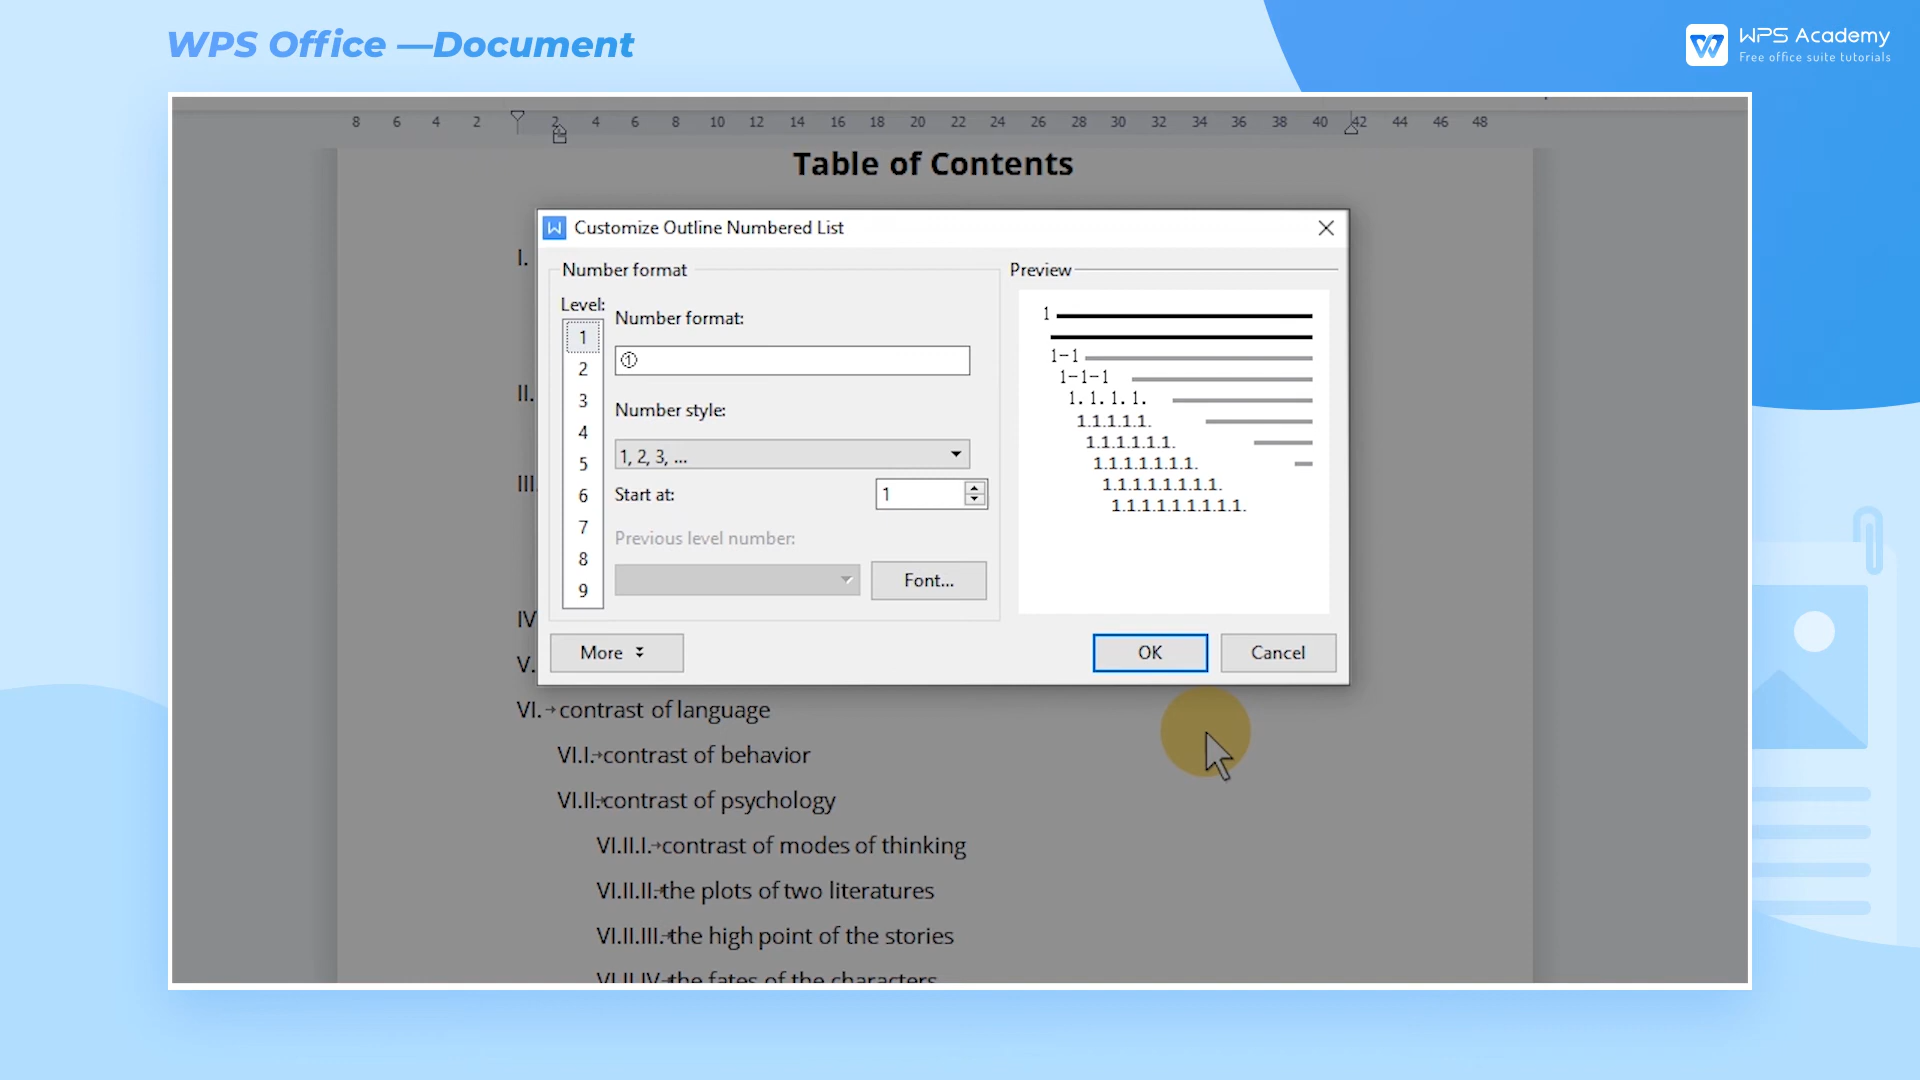 WPS Office —Document
WPS Academy
Free office suite tutorials
8 6 4 2 2 4 6 8 10 12 14 16 18 20 22 24 26 28 30 32 34 36 38 40 42 44 46 48
Table of Contents
Customize Outline Numbered List
I.
Number format
Preview
Level:
Number format:
1
2
3
4
5
6
7
8
9
①
Number style:
1, 2, 3, ...
Start at:
1
Previous level number:
Font...
1
1-1
1-1-1
1.1.1.1.
1.1.1.1.1.
1.1.1.1.1.1.
1.1.1.1.1.1.1.
1.1.1.1.1.1.1.1.
1.1.1.1.1.1.1.1.1.
II.
III.
IV
V.
More
OK
Cancel
VI.→contrast of language
VI.I.→contrast of behavior
VI.II.→contrast of psychology
VI.II.I.→contrast of modes of thinking
VI.II.II.→the plots of two literatures
VI.II.III.→the high point of the stories
VI.II.IV→the fates of the characters